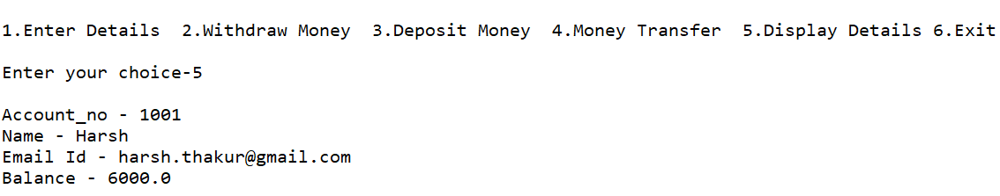 1.Enter Details  2.Withdraw Money  3.Deposit Money  4.Money Transfer  5.Display Details 6.Exit
Enter your choice-5
Account_no - 1001
Name - Harsh
Email Id - harsh.thakur@gmail.com
Balance - 6000.0